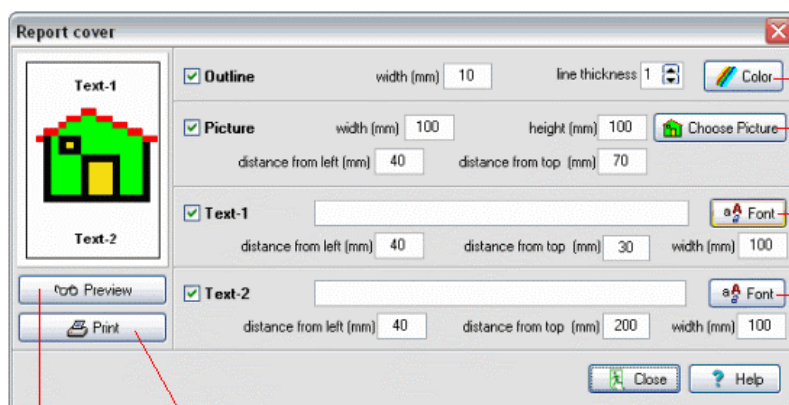 Report cover
Text-1
Text-2
Preview
Print
Outline width (mm) 10 line thickness 1 Color
Picture width (mm) 100 height (mm) 100 Choose Picture
distance from left (mm) 40 distance from top (mm) 70
Text-1 Font
distance from left (mm) 40 distance from top (mm) 30 width (mm) 100
Text-2 Font
distance from left (mm) 40 distance from top (mm) 200 width (mm) 100
Close Help